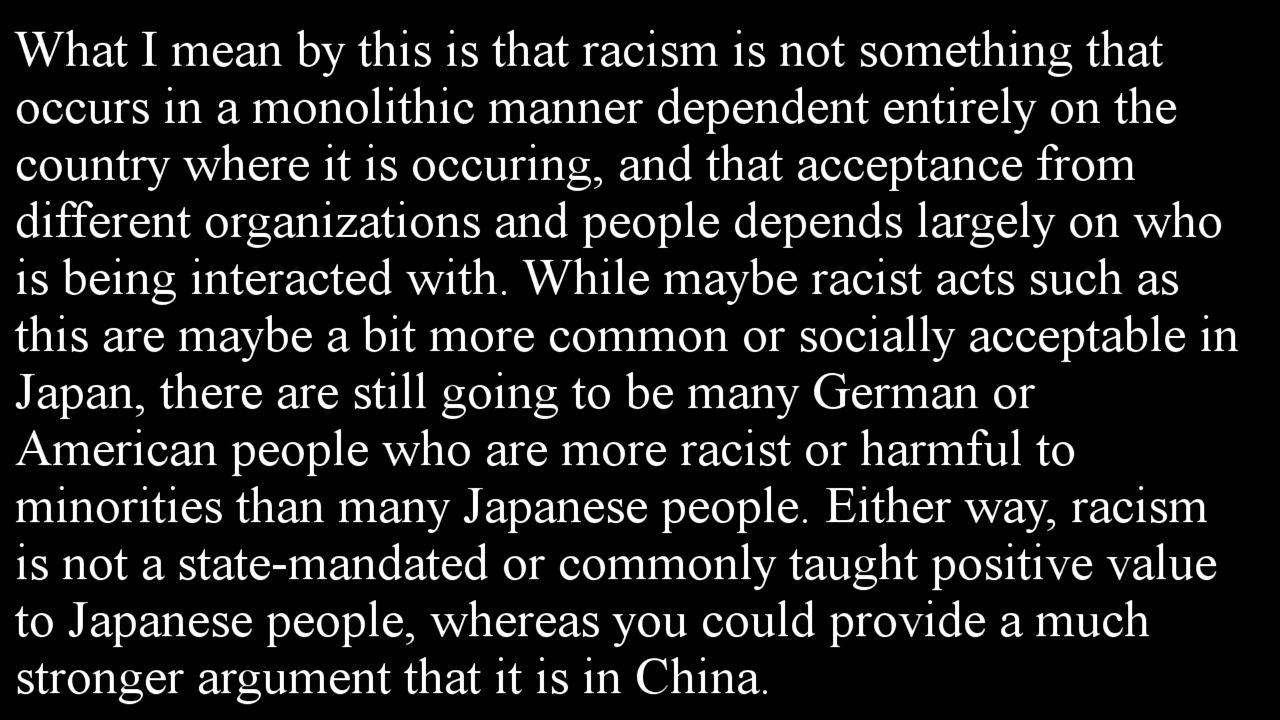 What I mean by this is that racism is not something that
occurs in a monolithic manner dependent entirely on the
country where it is occuring, and that acceptance from
different organizations and people depends largely on who
is being interacted with. While maybe racist acts such as
this are maybe a bit more common or socially acceptable in
Japan, there are still going to be many German or
American people who are more racist or harmful to
minorities than many Japanese people. Either way, racism
is not a state-mandated or commonly taught positive value
to Japanese people, whereas you could provide a much
stronger argument that it is in China.